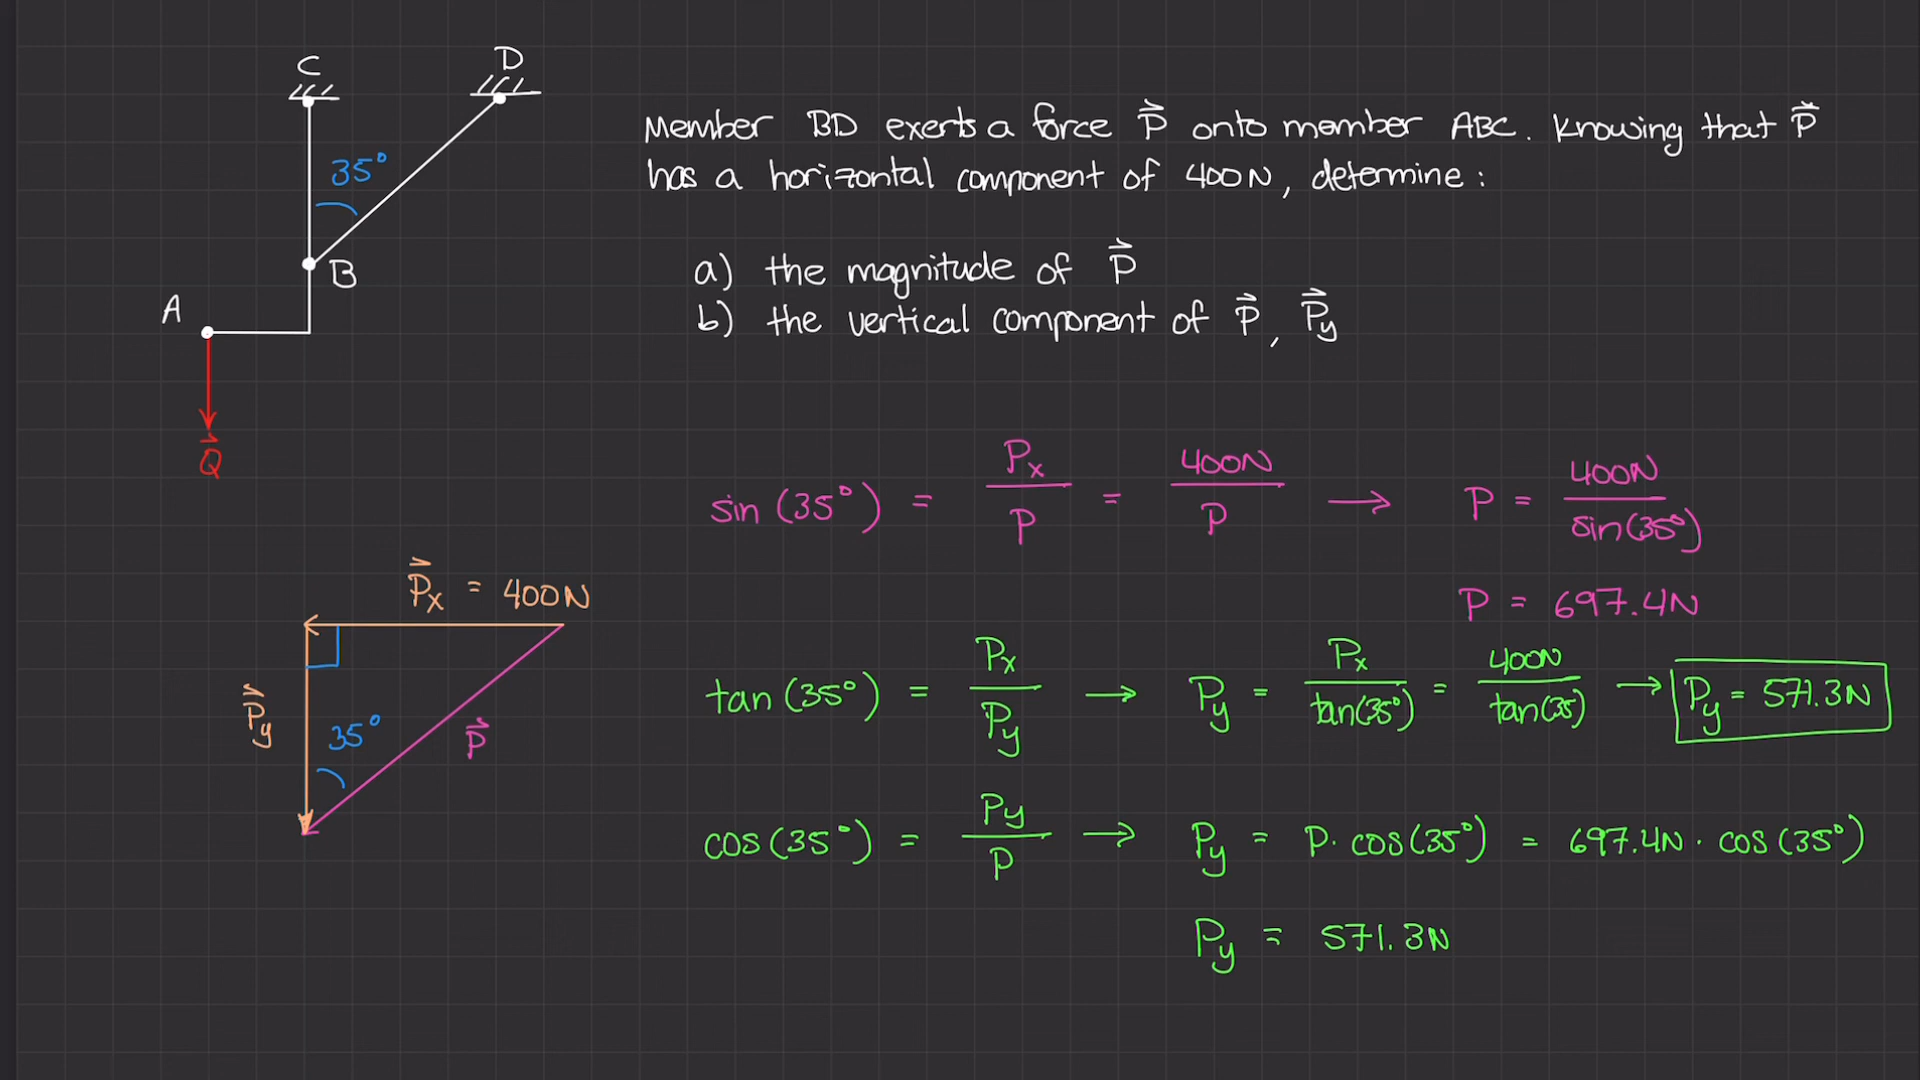 C
D
35°
B
A
Q⃗
Member BD exerts a force P⃗ onto member ABC. Knowing that P⃗
has a horizontal component of 400N, determine:
a) the magnitude of P⃗
b) the vertical component of P⃗, P⃗y
sin (35°) = Px/P = 400N/P → P = 400N/sin(35°)
P = 697.4N
P⃗x = 400N
P⃗y
35°
P⃗
tan (35°) = Px/Py → Py = Px/tan(35°) = 400N/tan(35) → Py = 571.3N
cos (35°) = Py/P → Py = P · cos(35°) = 697.4N · cos (35°)
Py = 571.3N